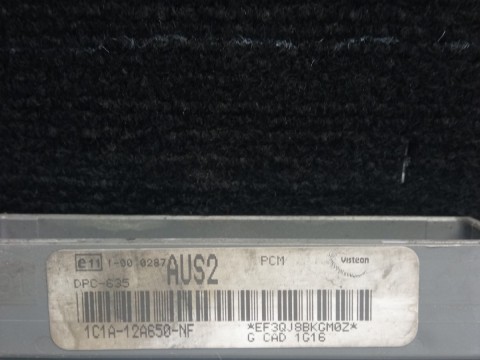 e11 1-00 0287 AUS2 PCM Visteon
DPC-635
1C1A-12A650-NF *EF3QJ8BKGM0Z*
G CAD 1G16